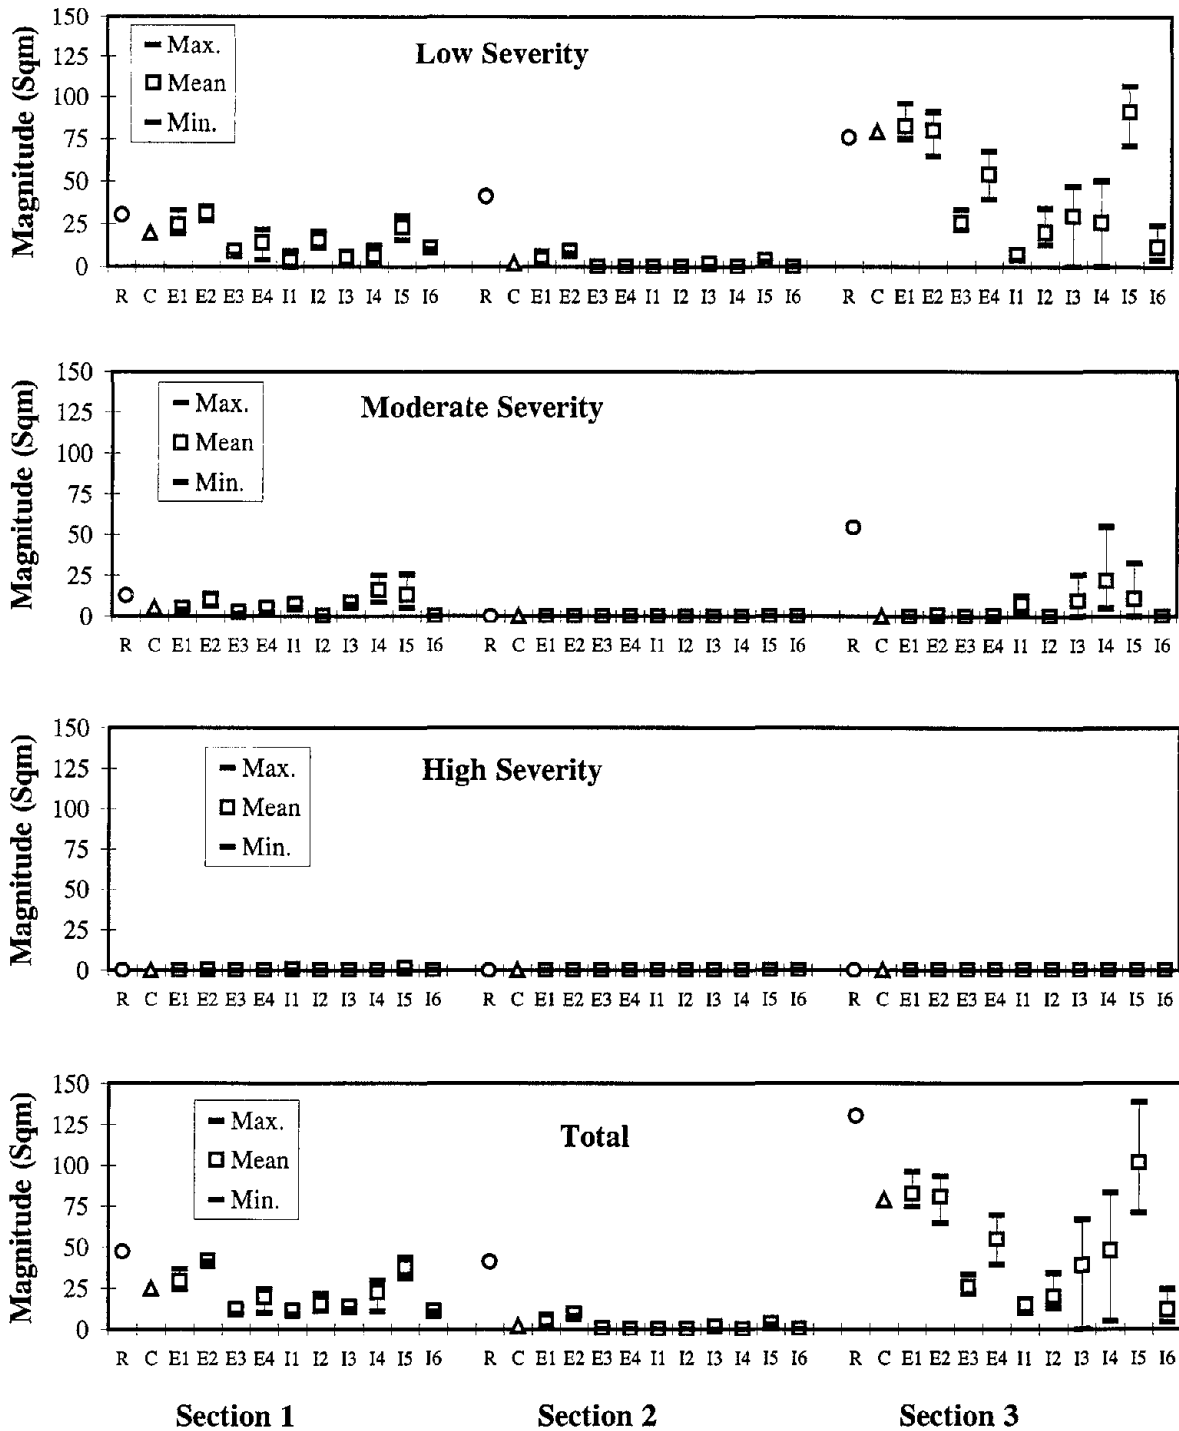 150
125
100
75
50
25
0
Magnitude (Sqm)
Max.
Mean
Min.
Low Severity
R C E1 E2 E3 E4 I1 I2 I3 I4 I5 I6 R C E1 E2 E3 E4 I1 I2 I3 I4 I5 I6 R C E1 E2 E3 E4 I1 I2 I3 I4 I5 I6
150
125
100
75
50
25
0
Magnitude (Sqm)
Max.
Mean
Min.
Moderate Severity
R C E1 E2 E3 E4 I1 I2 I3 I4 I5 I6 R C E1 E2 E3 E4 I1 I2 I3 I4 I5 I6 R C E1 E2 E3 E4 I1 I2 I3 I4 I5 I6
150
125
100
75
50
25
0
Magnitude (Sqm)
Max.
Mean
Min.
High Severity
R C E1 E2 E3 E4 I1 I2 I3 I4 I5 I6 R C E1 E2 E3 E4 I1 I2 I3 I4 I5 I6 R C E1 E2 E3 E4 I1 I2 I3 I4 I5 I6
150
125
100
75
50
25
0
Magnitude (Sqm)
Max.
Mean
Min.
Total
R C E1 E2 E3 E4 I1 I2 I3 I4 I5 I6 R C E1 E2 E3 E4 I1 I2 I3 I4 I5 I6 R C E1 E2 E3 E4 I1 I2 I3 I4 I5 I6
Section 1 Section 2 Section 3